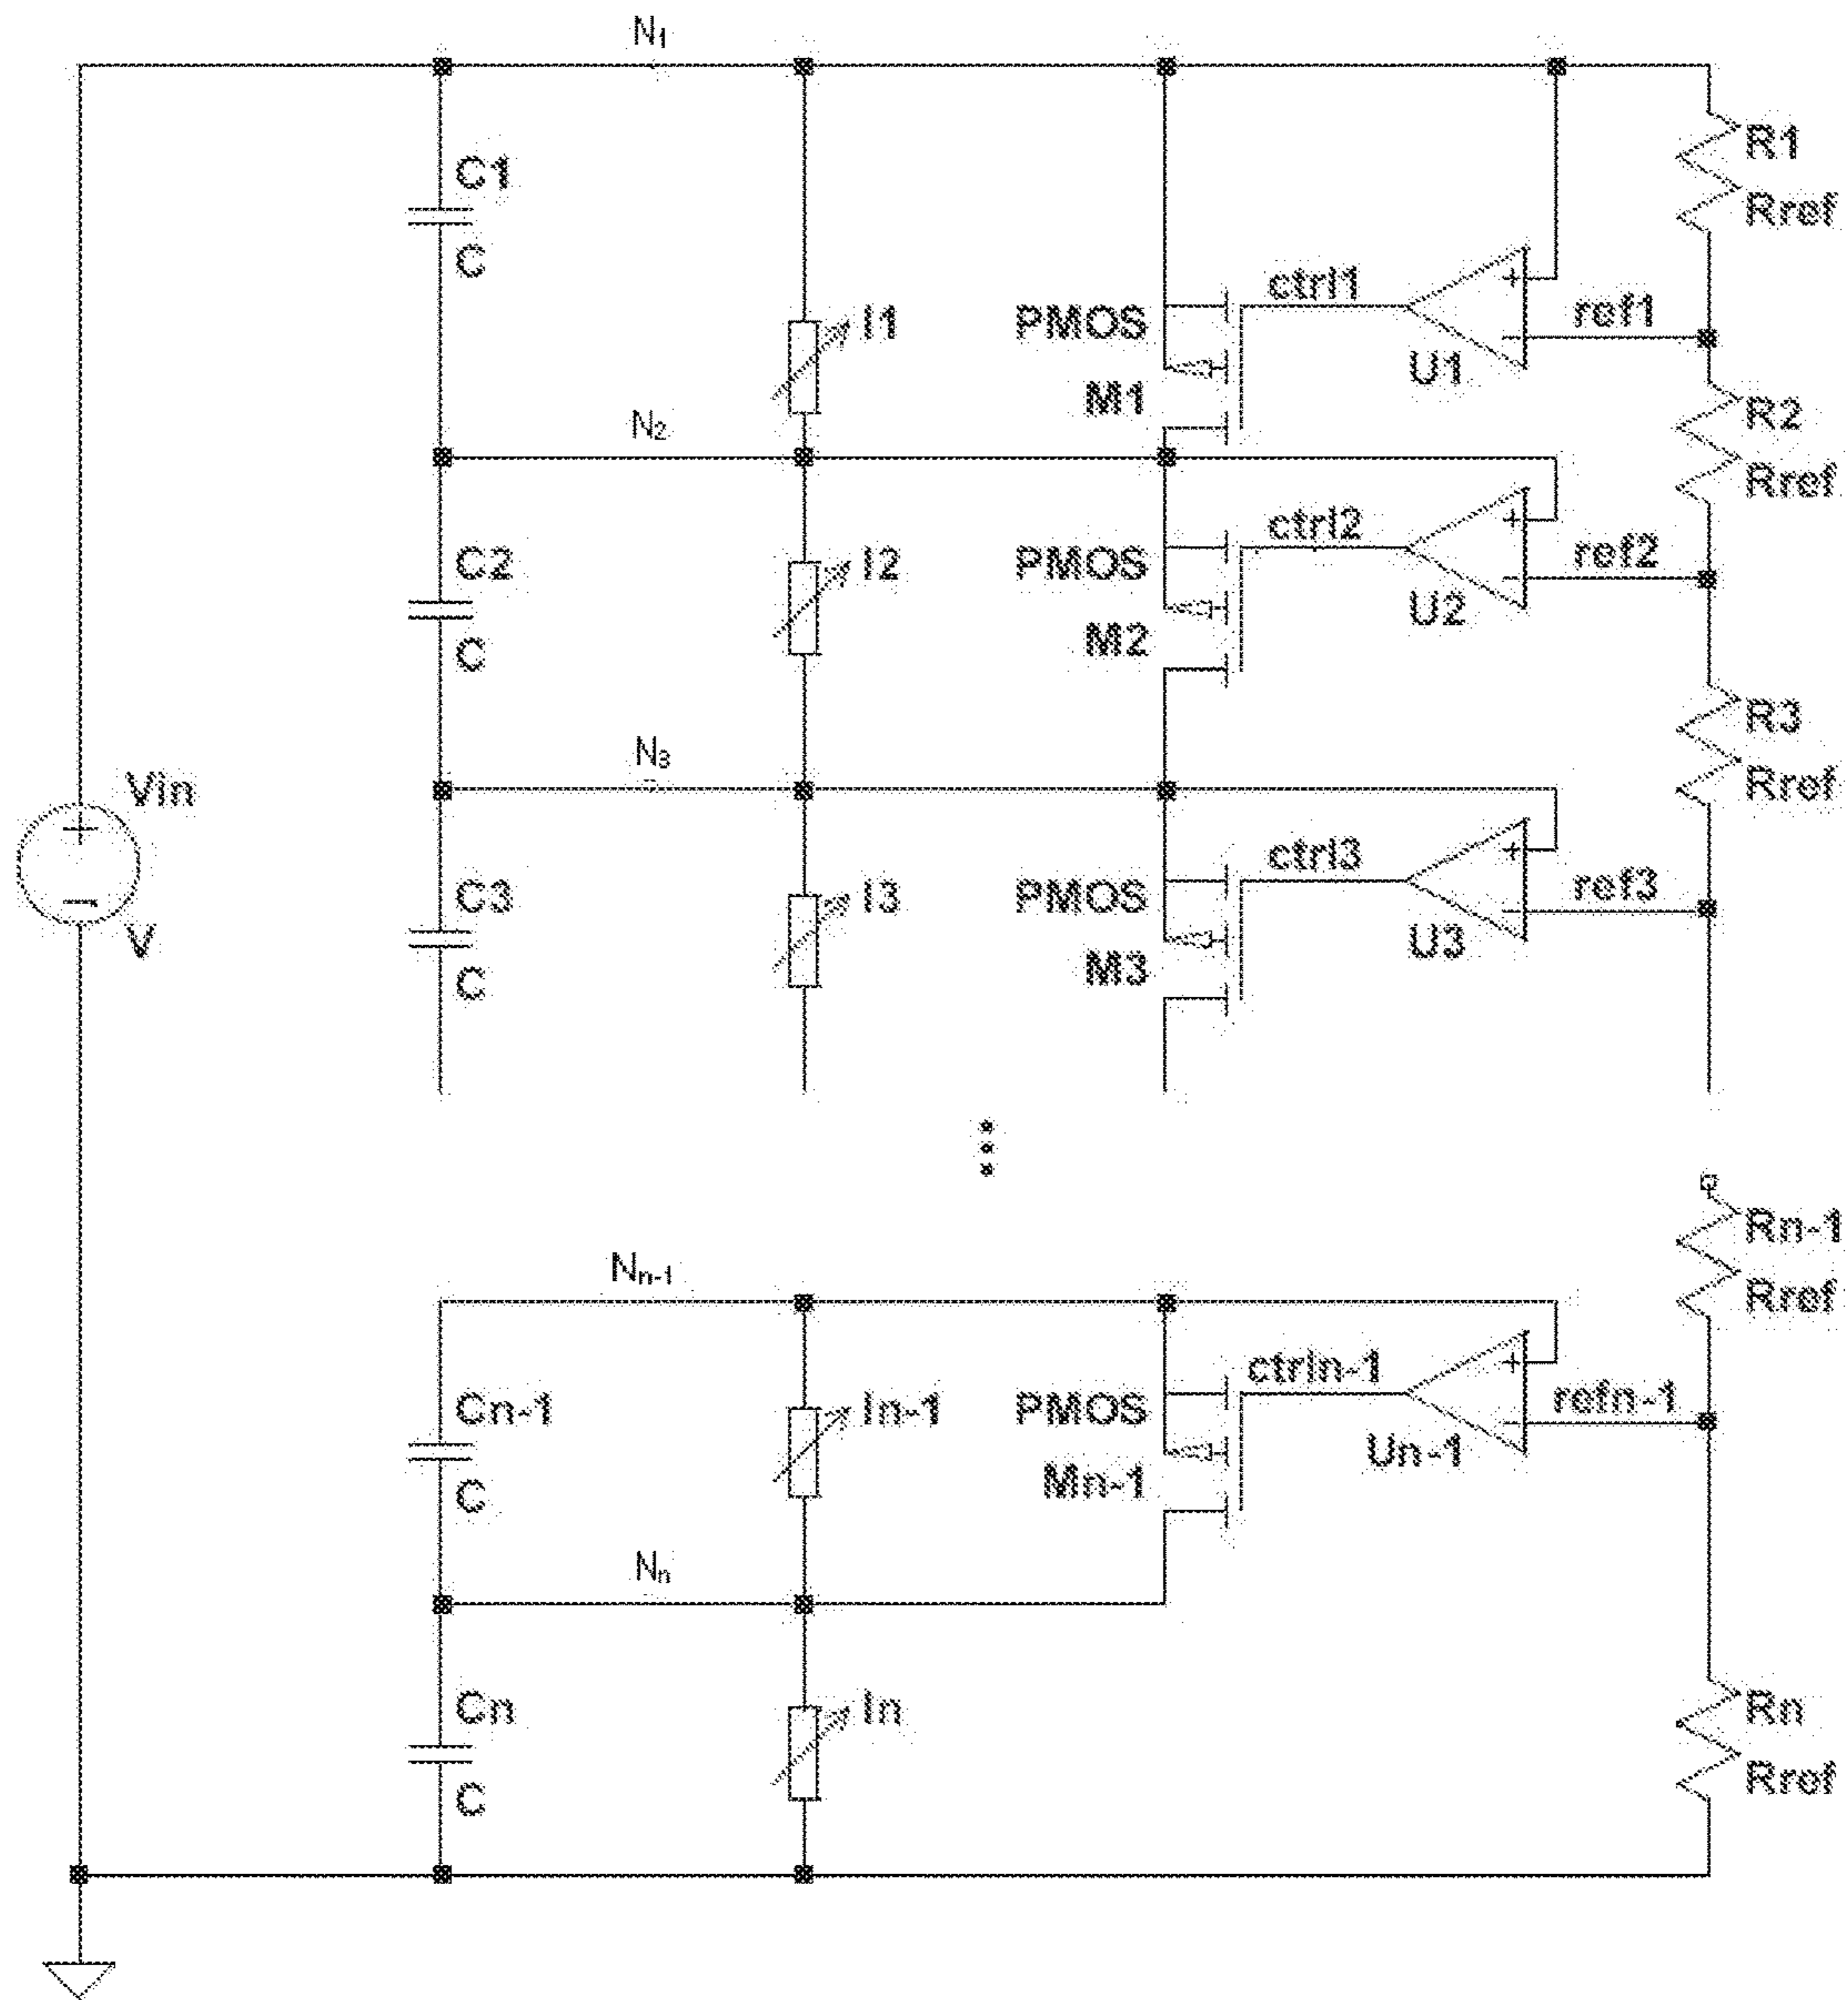 N₁
C1
C
I1
PMOS
M1
ctrl1
U1
+
-
ref1
R1
Rref
N₂
C2
C
I2
PMOS
M2
ctrl2
U2
+
-
ref2
R2
Rref
N₃
C3
C
I3
PMOS
M3
ctrl3
U3
+
-
ref3
R3
Rref
Vin
+
-
V
Nₙ₋₁
Cn-1
C
In-1
PMOS
Mn-1
ctrln-1
Un-1
+
-
refn-1
Rn-1
Rref
Nₙ
Cn
C
In
Rn
Rref